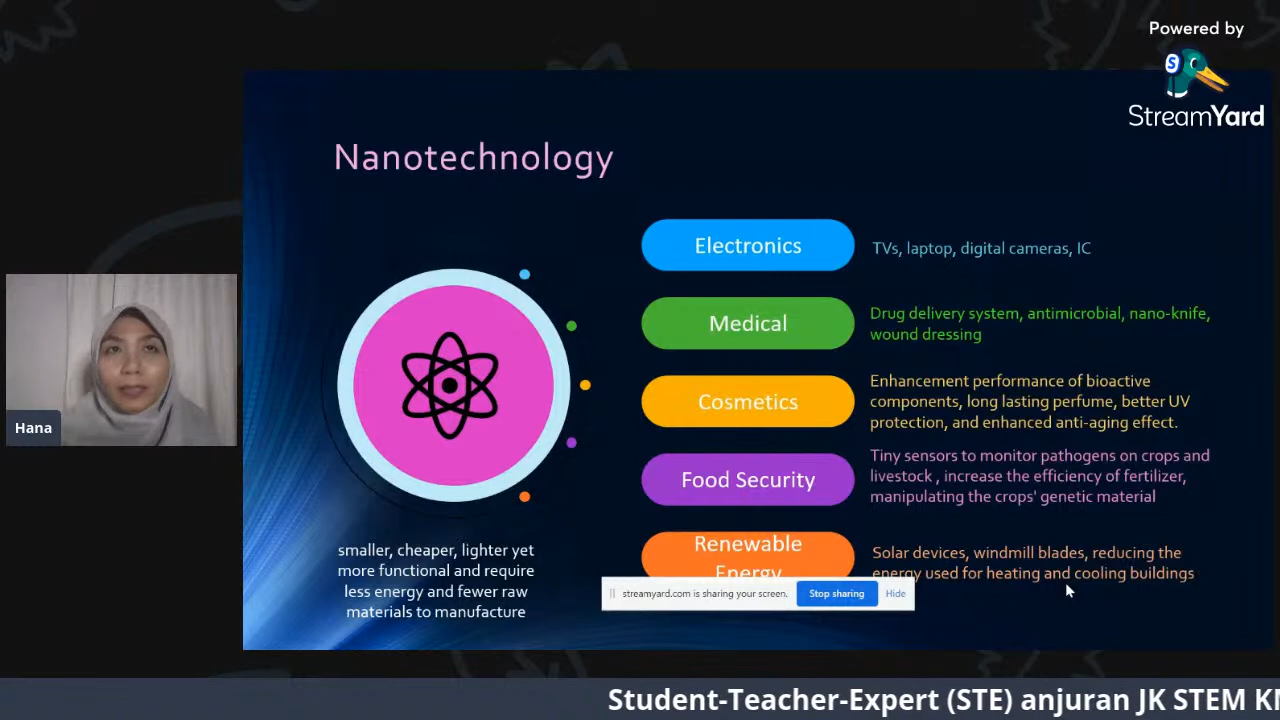 Powered by
StreamYard
Nanotechnology
Electronics
TVs, laptop, digital cameras, IC
Medical
Drug delivery system, antimicrobial, nano-knife,
wound dressing
Cosmetics
Enhancement performance of bioactive
components, long lasting perfume, better UV
protection, and enhanced anti-aging effect.
Food Security
Tiny sensors to monitor pathogens on crops and
livestock , increase the efficiency of fertilizer,
manipulating the crops' genetic material
Renewable
Energy
Solar devices, windmill blades, reducing the
energy used for heating and cooling buildings
smaller, cheaper, lighter yet
more functional and require
less energy and fewer raw
materials to manufacture
streamyard.com is sharing your screen.
Stop sharing
Hide
Hana
Student-Teacher-Expert (STE) anjuran JK STEM